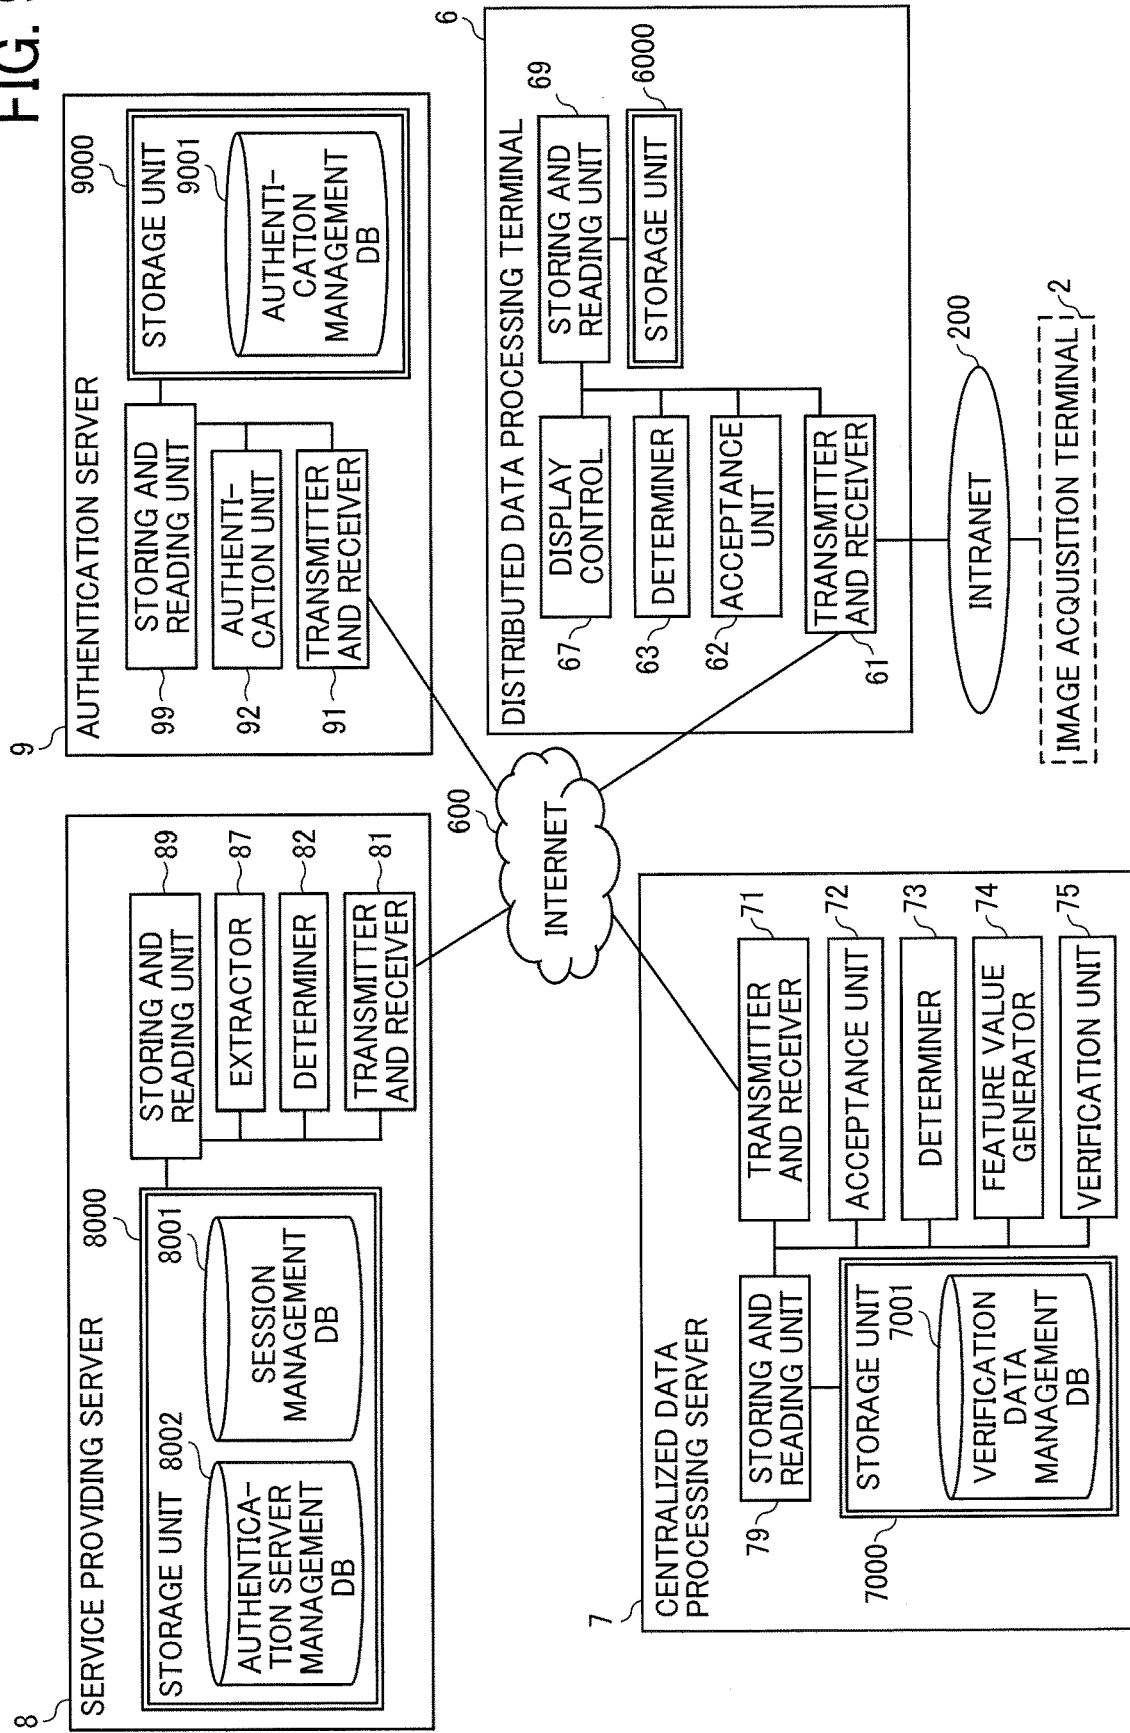 FIG.
8
SERVICE PROVIDING SERVER
STORAGE UNIT
8000
8002
AUTHENTICA-
TION SERVER
MANAGEMENT
DB
8001
SESSION
MANAGEMENT
DB
STORING AND
READING UNIT
89
EXTRACTOR
87
DETERMINER
82
TRANSMITTER
AND RECEIVER
81
9
AUTHENTICATION SERVER
STORING AND
READING UNIT
99
AUTHENTI-
CATION UNIT
92
TRANSMITTER
AND RECEIVER
91
9000
STORAGE UNIT
9001
AUTHENTI-
CATION
MANAGEMENT
DB
600
INTERNET
7
CENTRALIZED DATA
PROCESSING SERVER
STORING AND
READING UNIT
79
7000
STORAGE UNIT
7001
VERIFICATION
DATA
MANAGEMENT
DB
TRANSMITTER
AND RECEIVER
71
ACCEPTANCE UNIT
72
DETERMINER
73
FEATURE VALUE
GENERATOR
74
VERIFICATION UNIT
75
6
DISTRIBUTED DATA PROCESSING TERMINAL
DISPLAY
CONTROL
67
DETERMINER
63
ACCEPTANCE
UNIT
62
TRANSMITTER
AND RECEIVER
61
STORING AND
READING UNIT
69
STORAGE UNIT
6000
INTRANET
200
IMAGE ACQUISITION TERMINAL
2